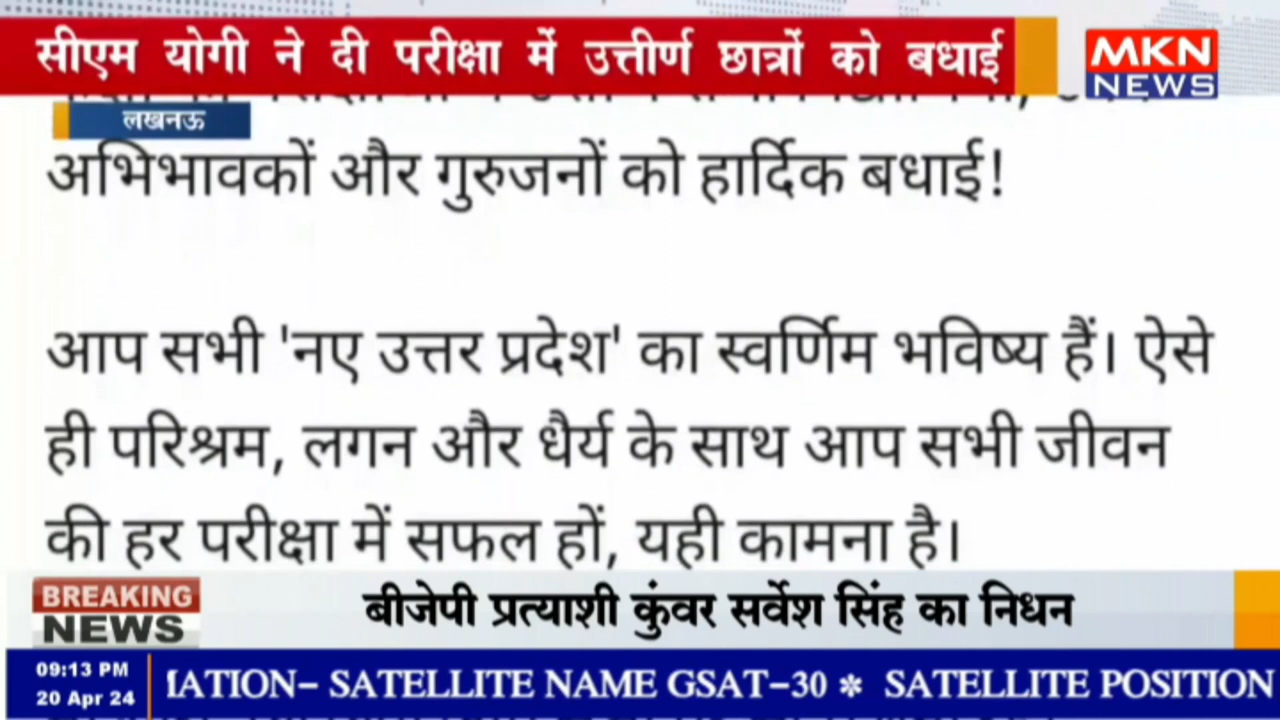 सीएम योगी ने दी परीक्षा में उत्तीर्ण छात्रों को बधाई
MKN
NEWS
लखनऊ
अभिभावकों और गुरुजनों को हार्दिक बधाई!
आप सभी 'नए उत्तर प्रदेश' का स्वर्णिम भविष्य हैं। ऐसे
ही परिश्रम, लगन और धैर्य के साथ आप सभी जीवन
की हर परीक्षा में सफल हों, यही कामना है।
BREAKING
NEWS
बीजेपी प्रत्याशी कुंवर सर्वेश सिंह का निधन
09:13 PM
20 Apr 24
IATION- SATELLITE NAME GSAT-30 * SATELLITE POSITION